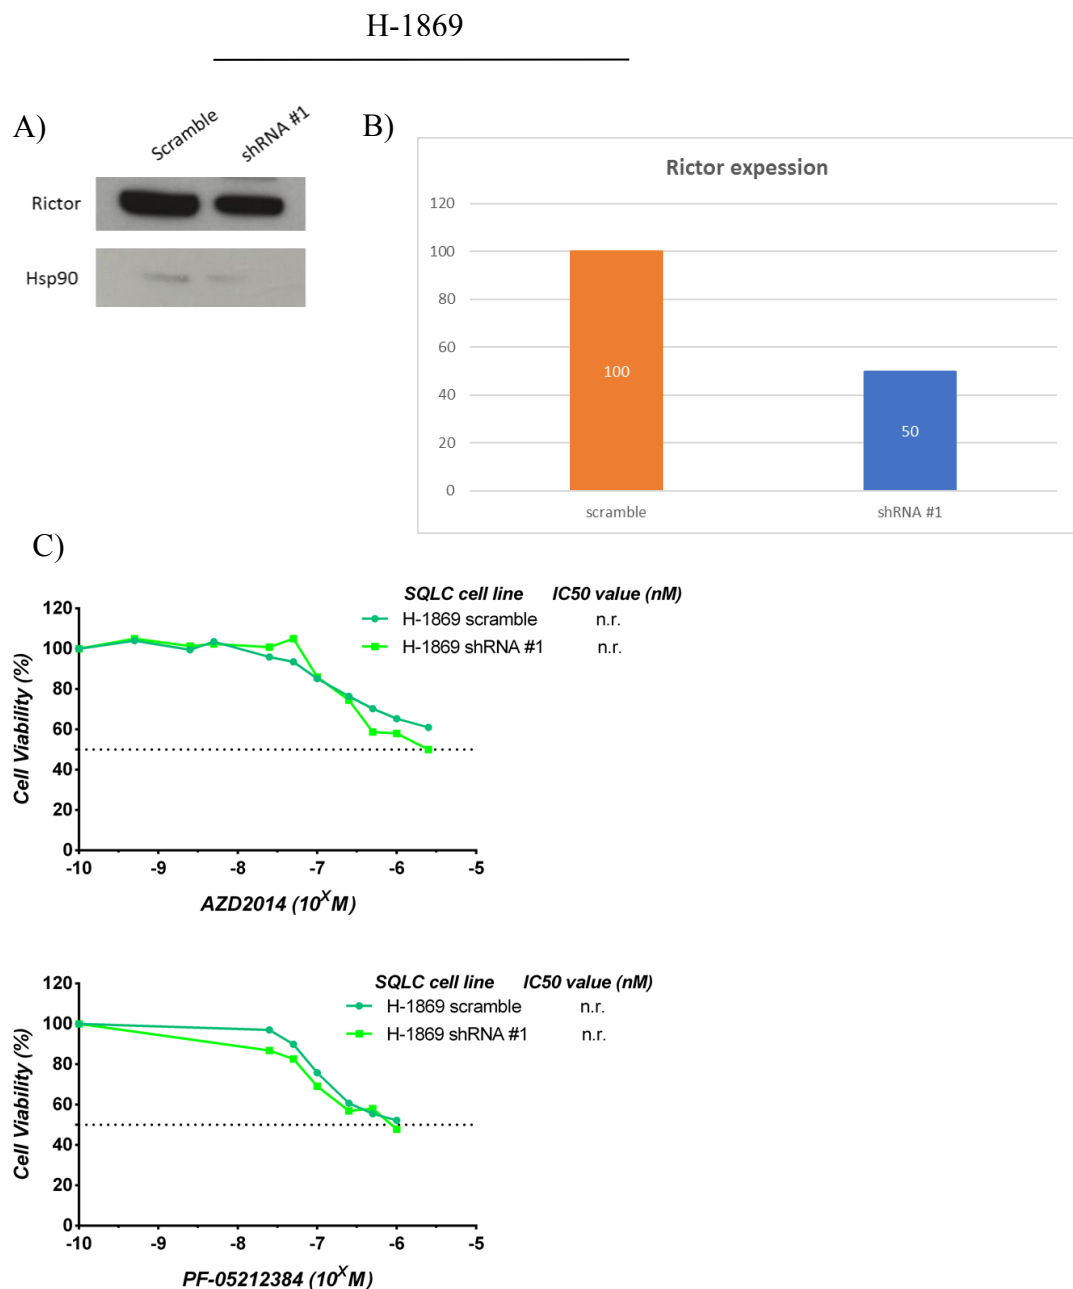 H-1869
A)
Scramble shRNA #1
Rictor
Hsp90
B)
Rictor expession
120
100
80
60
40
20
0
100
50
scramble shRNA #1
C)
SQLC cell line IC50 value (nM)
H-1869 scramble n.r.
H-1869 shRNA #1 n.r.
Cell Viability (%)
120
100
80
60
40
20
0
-10 -9 -8 -7 -6 -5
AZD2014 (10^X M)
SQLC cell line IC50 value (nM)
H-1869 scramble n.r.
H-1869 shRNA #1 n.r.
Cell Viability (%)
120
100
80
60
40
20
0
-10 -9 -8 -7 -6 -5
PF-05212384 (10^X M)